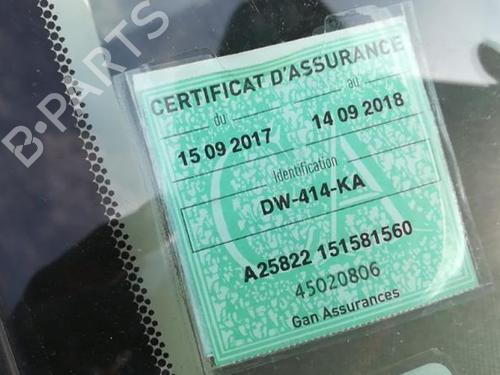 B-PARTS
CERTIFICAT D'ASSURANCE
du au
15 09 2017 14 09 2018
Identification
DW-414-KA
A25822 151581560
45020806
Gan Assurances